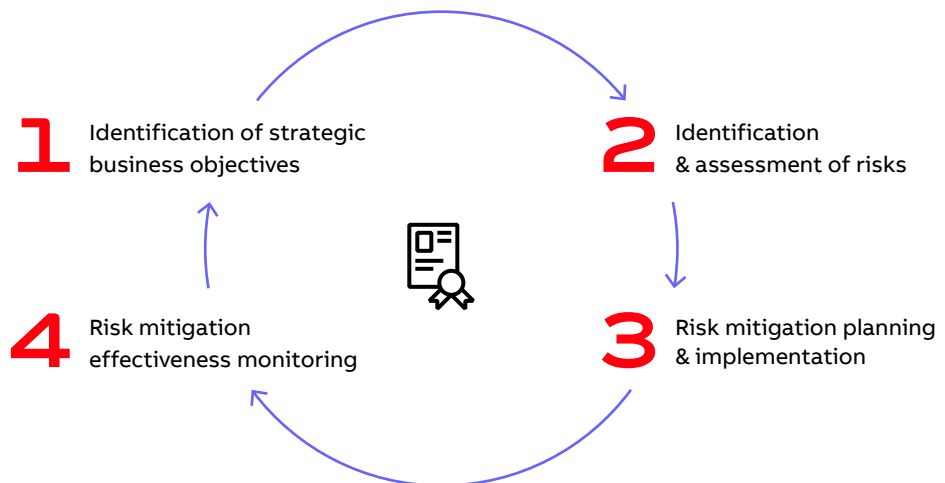 1
Identification of strategic
business objectives
2
Identification
& assessment of risks
3
Risk mitigation planning
& implementation
4
Risk mitigation
effectiveness monitoring